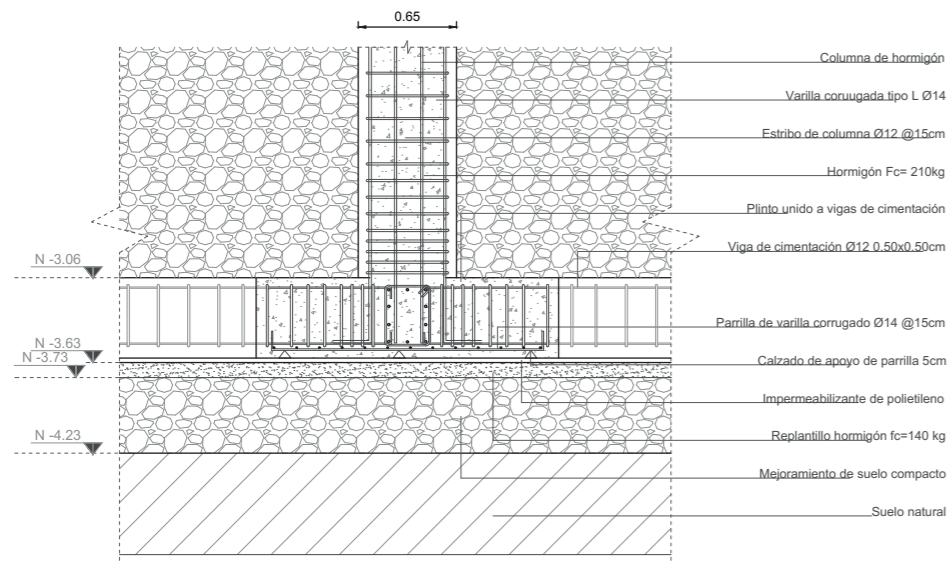 0.65
Columna de hormigón
Varilla coruugada tipo L Ø14
Estribo de columna Ø12 @15cm
Hormigón Fc= 210kg
Plinto unido a vigas de cimentación
Viga de cimentación Ø12 0.50x0.50cm
N -3.06
Parrilla de varilla corrugado Ø14 @15cm
N -3.63
N -3.73
Calzado de apoyo de parrilla 5cm
Impermeabilizante de polietileno
Replantillo hormigón fc=140 kg
N -4.23
Mejoramiento de suelo compacto
Suelo natural